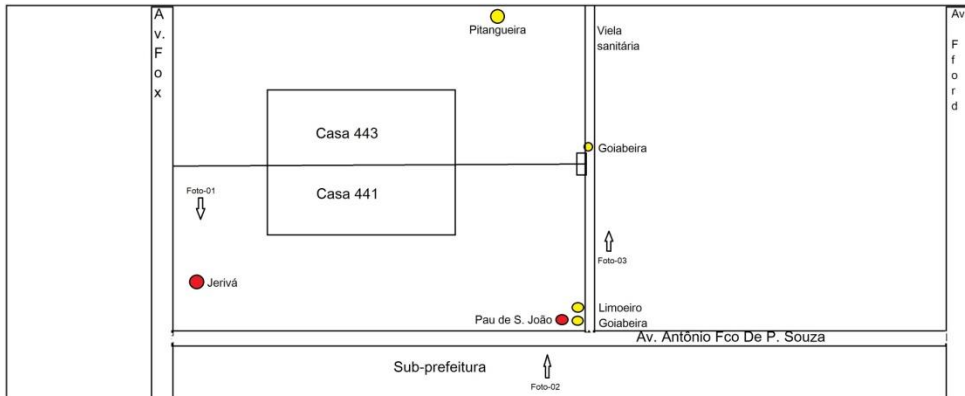 Av. Fox
Pitangueira
Viela
sanitária
Av Fford
Casa 443
Goiabeira
Foto-01
Casa 441
Foto-03
Jerivá
Limoeiro
Pau de S. João
Goiabeira
Av. Antônio Fco De P. Souza
Sub-prefeitura
Foto-02